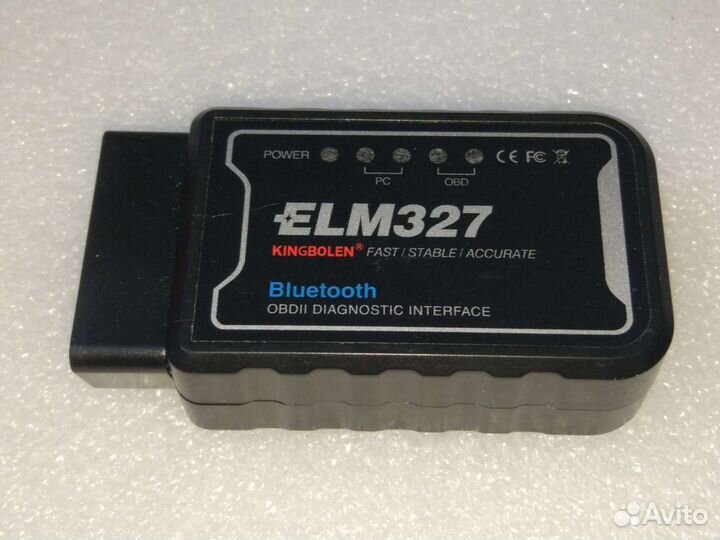 POWER PC OBD CE FC
ELM327
KINGBOLEN® FAST / STABLE / ACCURATE
Bluetooth
OBDII DIAGNOSTIC INTERFACE
Avito